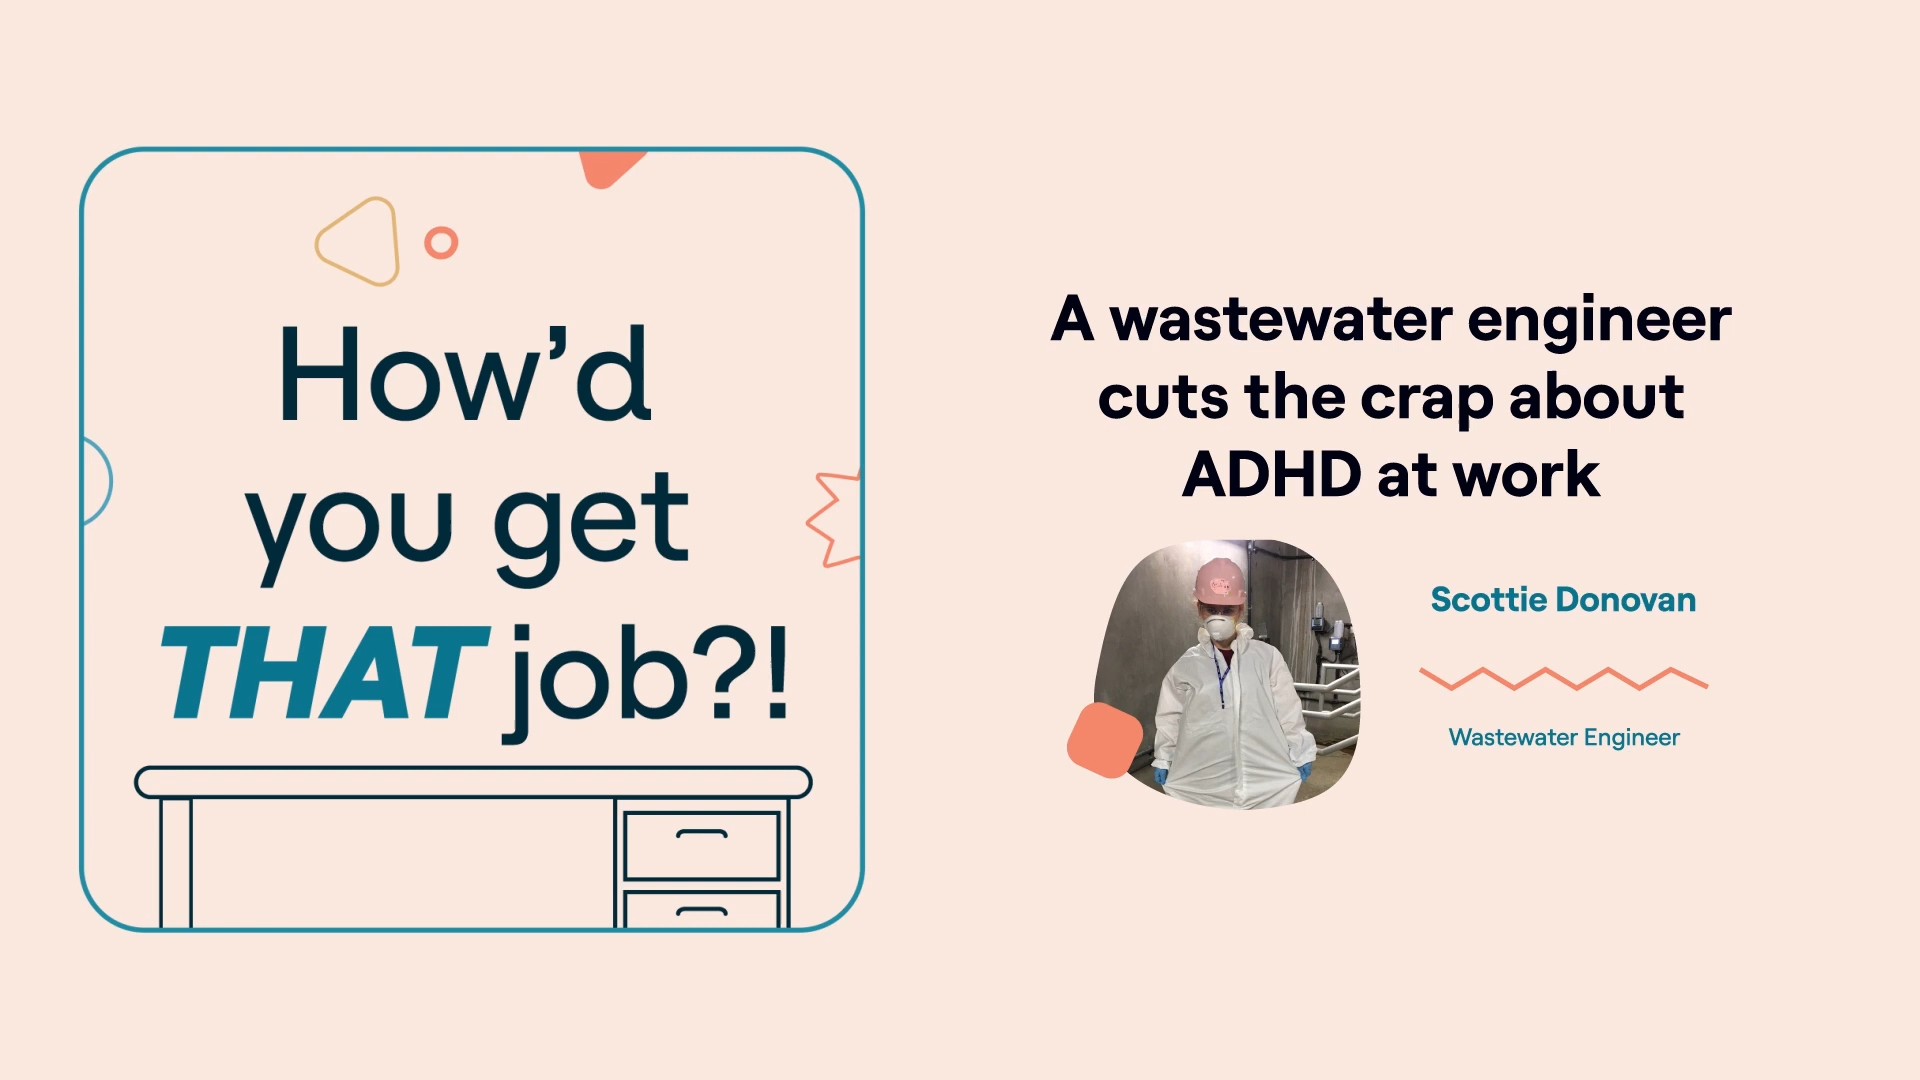 How’d
you get
THAT job?!
A wastewater engineer
cuts the crap about
ADHD at work
Scottie Donovan
Wastewater Engineer